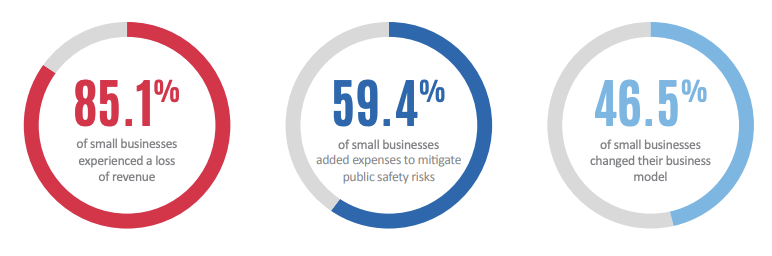 85.1%
of small businesses
experienced a loss
of revenue
59.4%
of small businesses
added expenses to mitigate
public safety risks
46.5%
of small businesses
changed their business
model